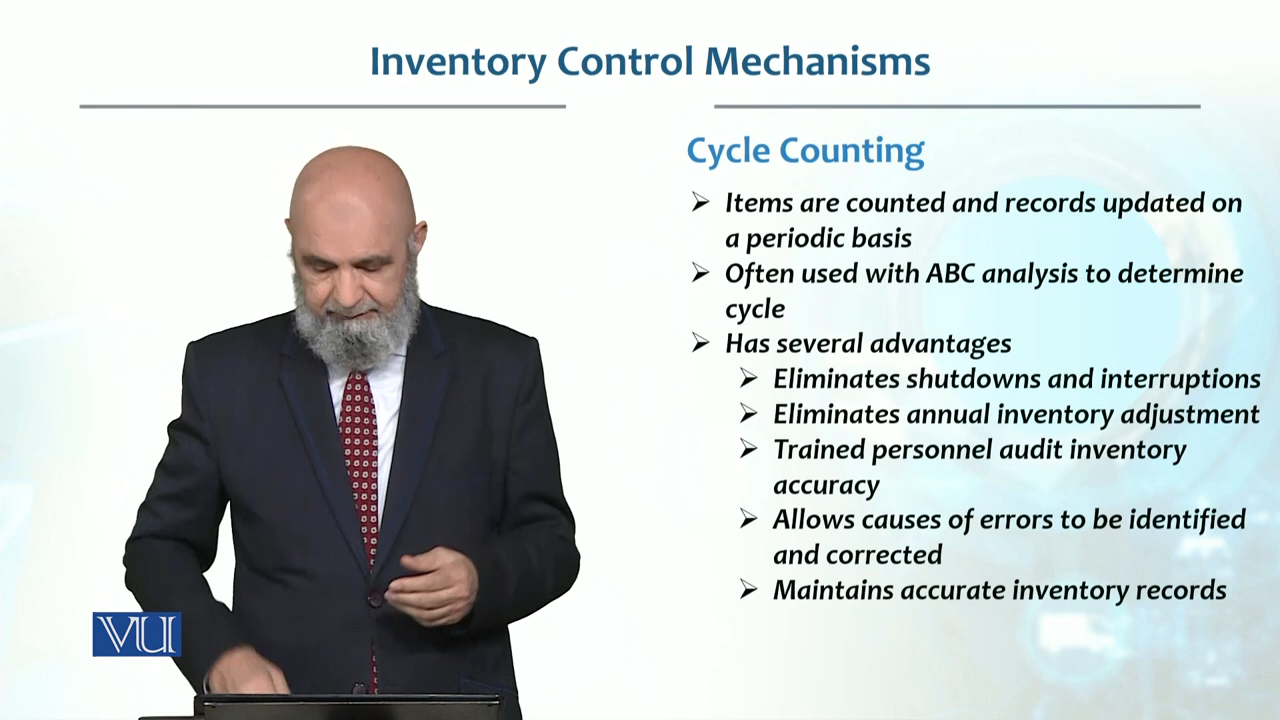 Inventory Control Mechanisms
Cycle Counting
➢ Items are counted and records updated on
a periodic basis
➢ Often used with ABC analysis to determine
cycle
➢ Has several advantages
➢ Eliminates shutdowns and interruptions
➢ Eliminates annual inventory adjustment
➢ Trained personnel audit inventory
accuracy
➢ Allows causes of errors to be identified
and corrected
➢ Maintains accurate inventory records
VU